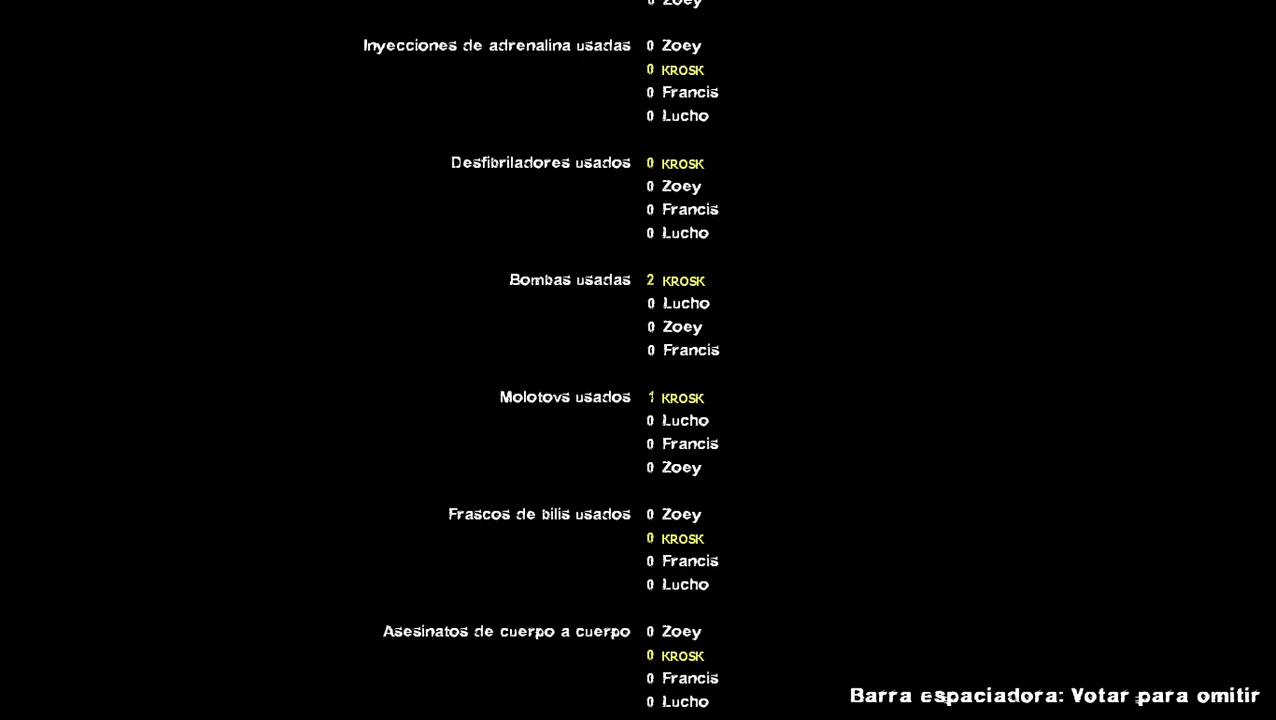 0 Zoey
Inyecciones de adrenalina usadas 0 Zoey
0 KROSK
0 Francis
0 Lucho
Desfibriladores usados 0 KROSK
0 Zoey
0 Francis
0 Lucho
Bombas usadas 2 KROSK
0 Lucho
0 Zoey
0 Francis
Molotovs usados 1 KROSK
0 Lucho
0 Francis
0 Zoey
Frascos de bilis usados 0 Zoey
0 KROSK
0 Francis
0 Lucho
Asesinatos de cuerpo a cuerpo 0 Zoey
0 KROSK
0 Francis
0 Lucho
Barra espaciadora: Votar para omitir